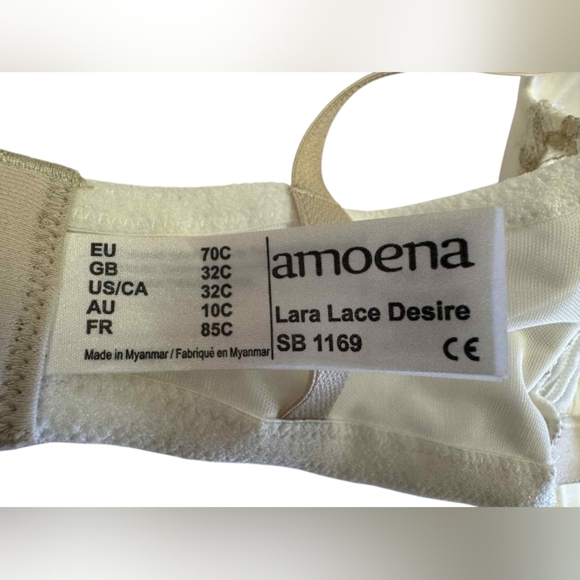 EU 70C
GB 32C
US/CA 32C
AU 10C
FR 85C
Made in Myanmar / Fabriqué en Myanmar
amoena
Lara Lace Desire
SB 1169 CE